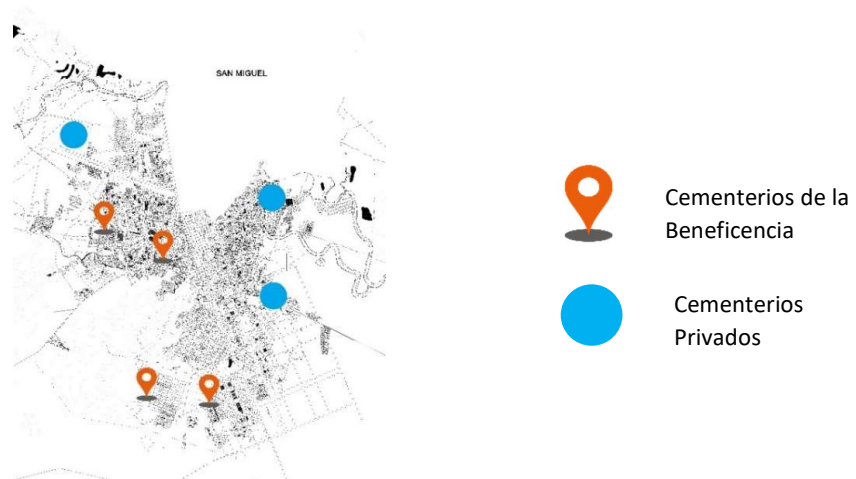 SAN MIGUEL
Cementerios de la
Beneficencia
Cementerios
Privados